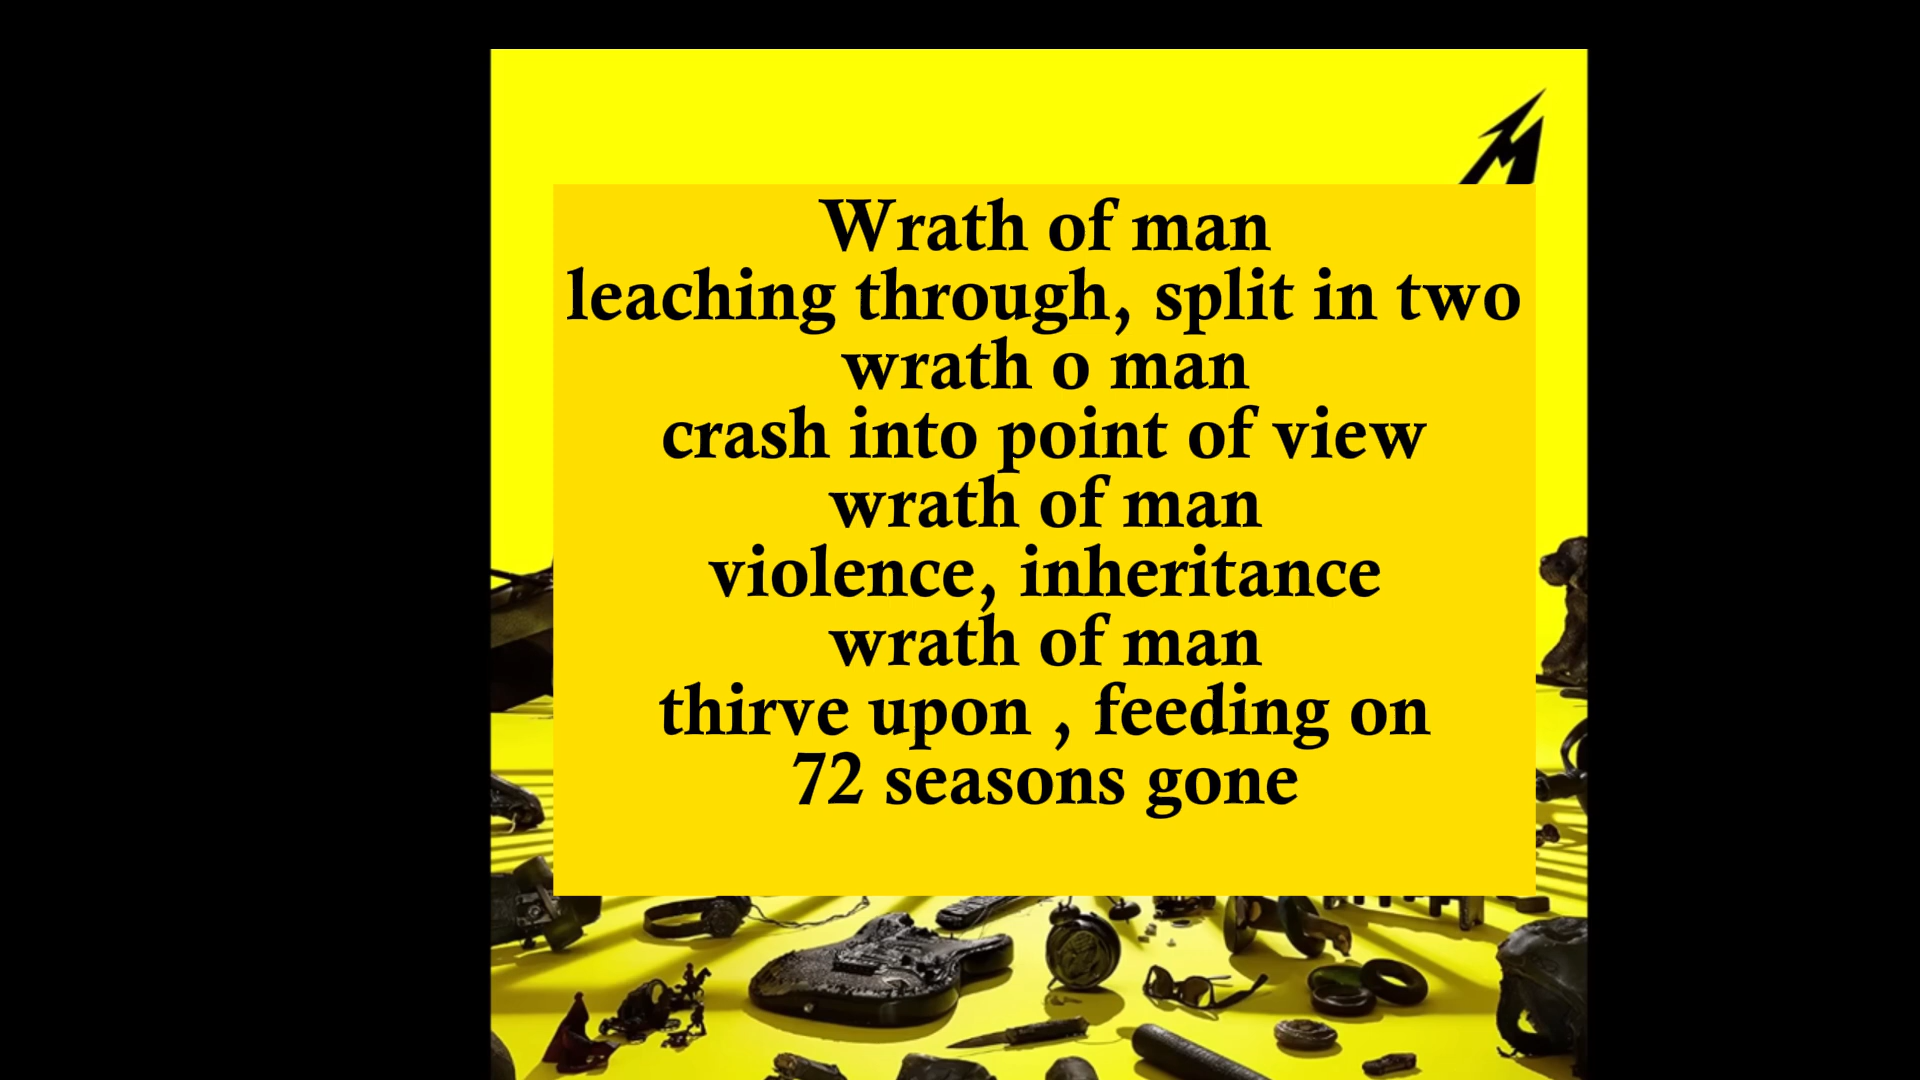 Wrath of man
leaching through, split in two
wrath o man
crash into point of view
wrath of man
violence, inheritance
wrath of man
thirve upon , feeding on
72 seasons gone